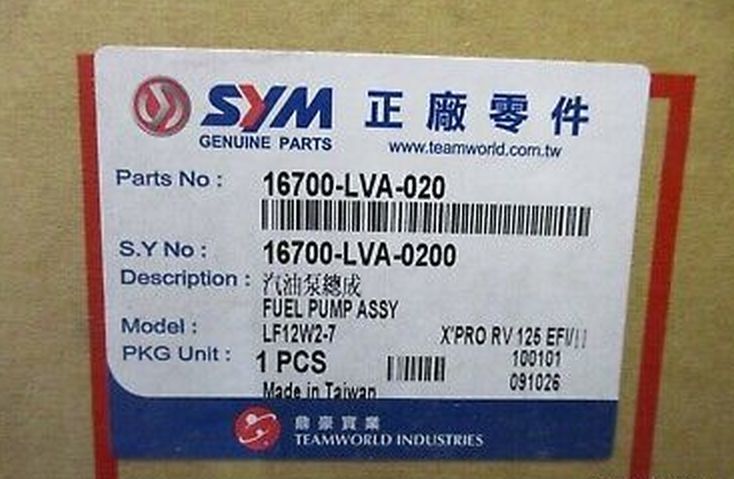 SYM 正廠零件
GENUINE PARTS www.teamworld.com.tw
Parts No : 16700-LVA-020
S.Y No : 16700-LVA-0200
Description : 汽油泵總成
FUEL PUMP ASSY
Model : LF12W2-7 X'PRO RV 125 EFI/
PKG Unit : 1 PCS 100101
091026
Made in Taiwan
鼎豪實業
TEAMWORLD INDUSTRIES